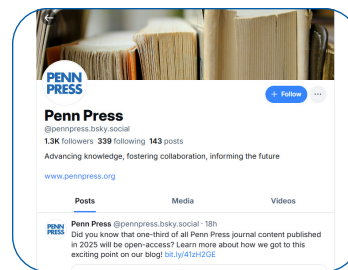 PENN
PRESS
+ Follow
Penn Press
@pennpress.bsky.social
1.3K followers 339 following 143 posts
Advancing knowledge, fostering collaboration, informing the future
www.pennpress.org
Posts Media Videos
PENN
PRESS
Penn Press @pennpress.bsky.social · 18h
Did you know that one-third of all Penn Press journal content published
in 2025 will be open-access? Learn more about how we got to this
exciting point on our blog! bit.ly/41zH2GE